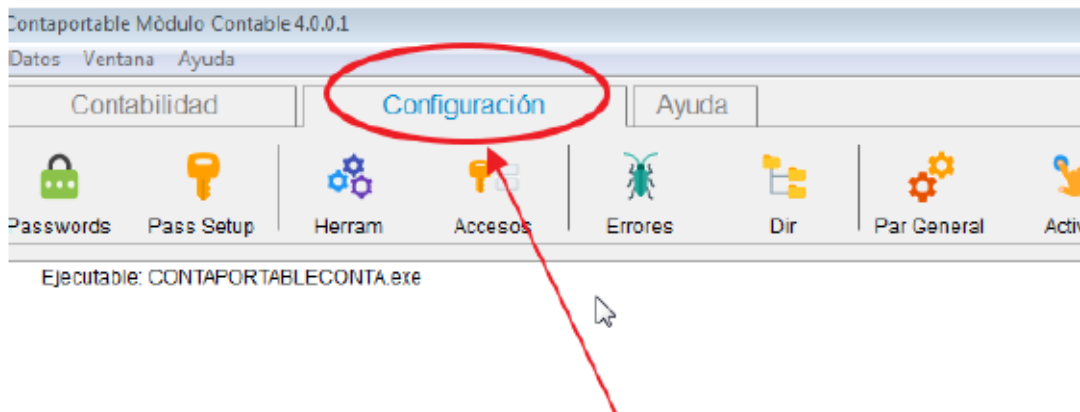 Contaportable Mòdulo Contable 4.0.0.1
Datos Ventana Ayuda
Contabilidad Configuración Ayuda
Passwords Pass Setup Herram Accesos Errores Dir Par General
Ejecutable: CONTAPORTABLECONTA.exe